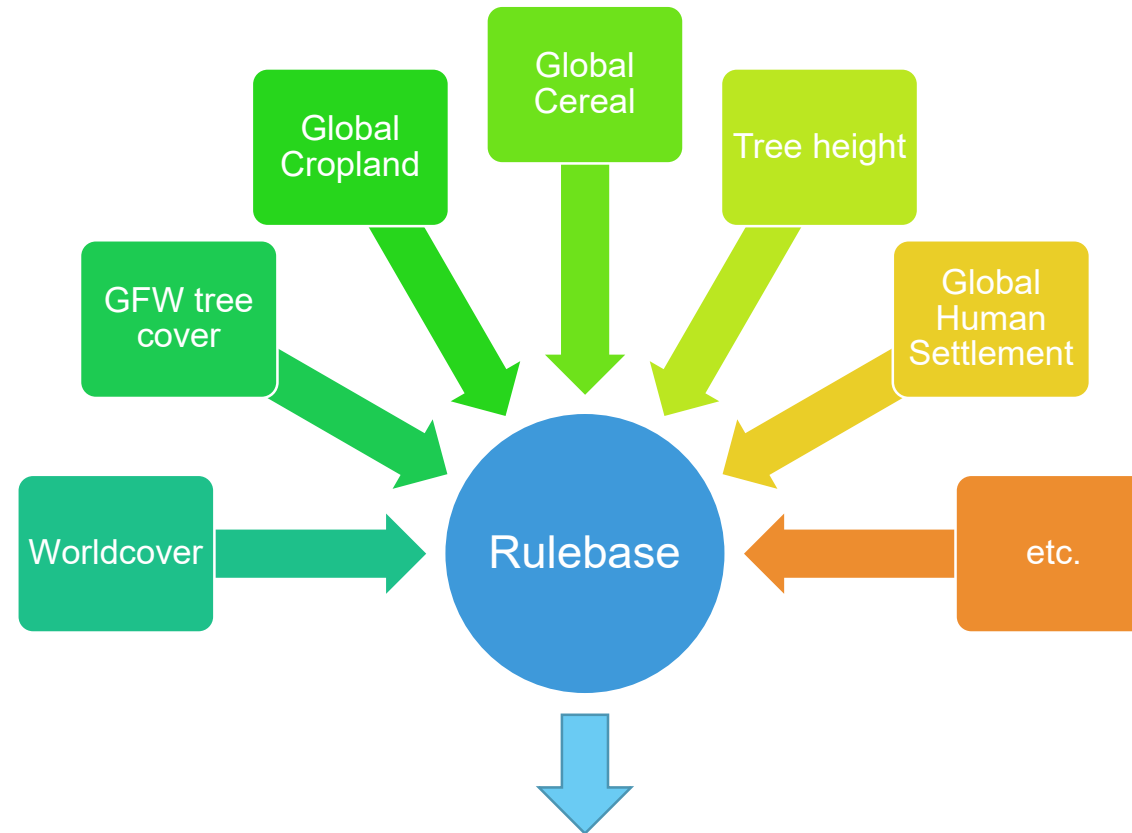 Global
Cereal
Global
Cropland
Tree height
GFW tree
cover
Global
Human
Settlement
Worldcover
Rulebase
etc.